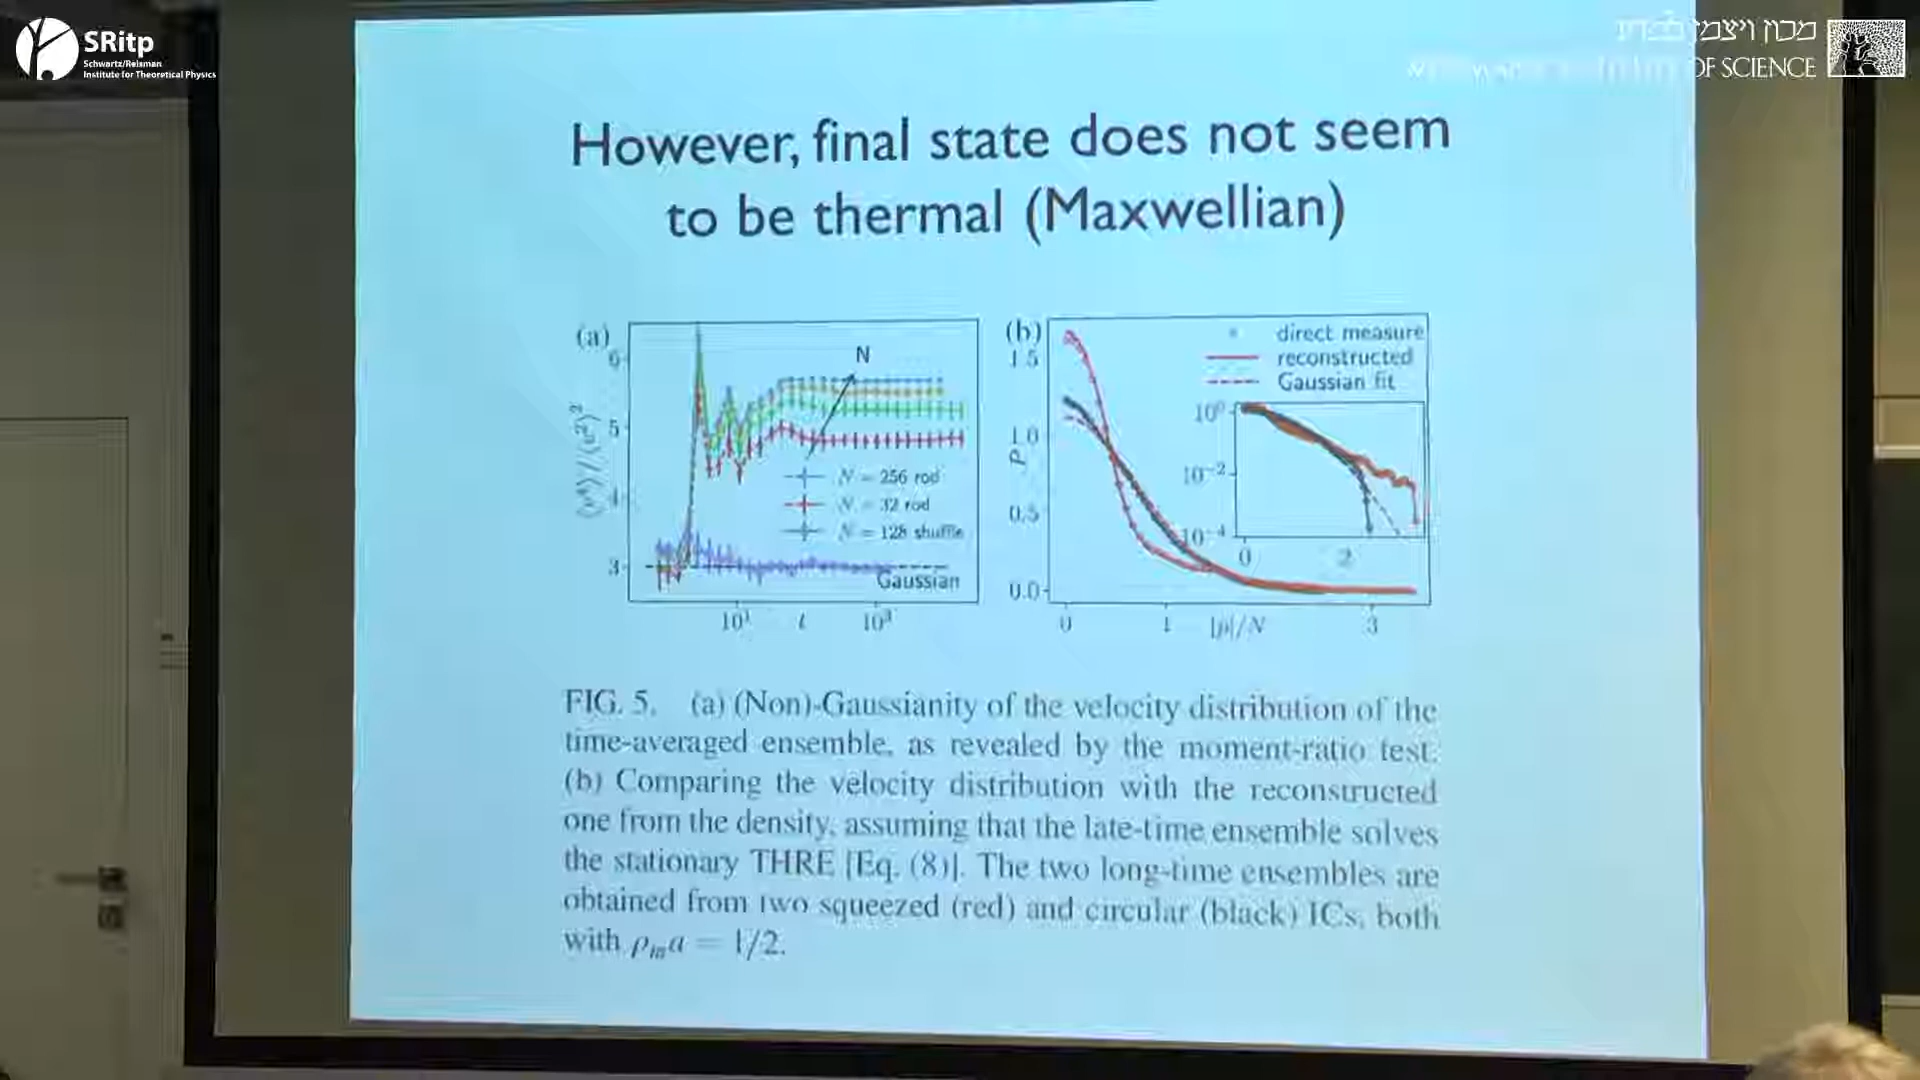 SRitp
Schwartz/Reisman
Institute for Theoretical Physics
מכון ויצמן למדע
OF SCIENCE
However, final state does not seem
to be thermal (Maxwellian)
(a)
6
5
4
3
⟨v⁴⟩/⟨v²⟩²
N
N = 256 rod
N = 32 rod
N = 128 shuffle
Gaussian
10¹ t 10³
(b)
1.5
1.0
0.5
0.0
P
direct measure
reconstructed
Gaussian fit
10⁰
10⁻²
10⁻⁴
0 2
0 1 |p|/N 3
FIG. 5. (a) (Non)-Gaussianity of the velocity distribution of the
time-averaged ensemble, as revealed by the moment-ratio test.
(b) Comparing the velocity distribution with the reconstructed
one from the density, assuming that the late-time ensemble solves
the stationary THRE [Eq. (8)]. The two long-time ensembles are
obtained from two squeezed (red) and circular (black) ICs, both
with ρ_in a = 1/2.